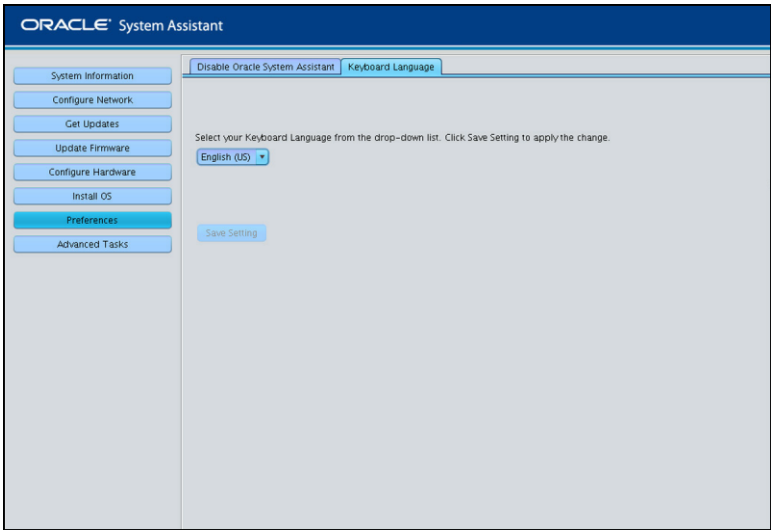 ORACLE® System Assistant
Disable Oracle System Assistant Keyboard Language
System Information
Configure Network
Get Updates
Update Firmware
Configure Hardware
Install OS
Preferences
Advanced Tasks
Select your Keyboard Language from the drop-down list. Click Save Setting to apply the change.
English (US)
Save Setting